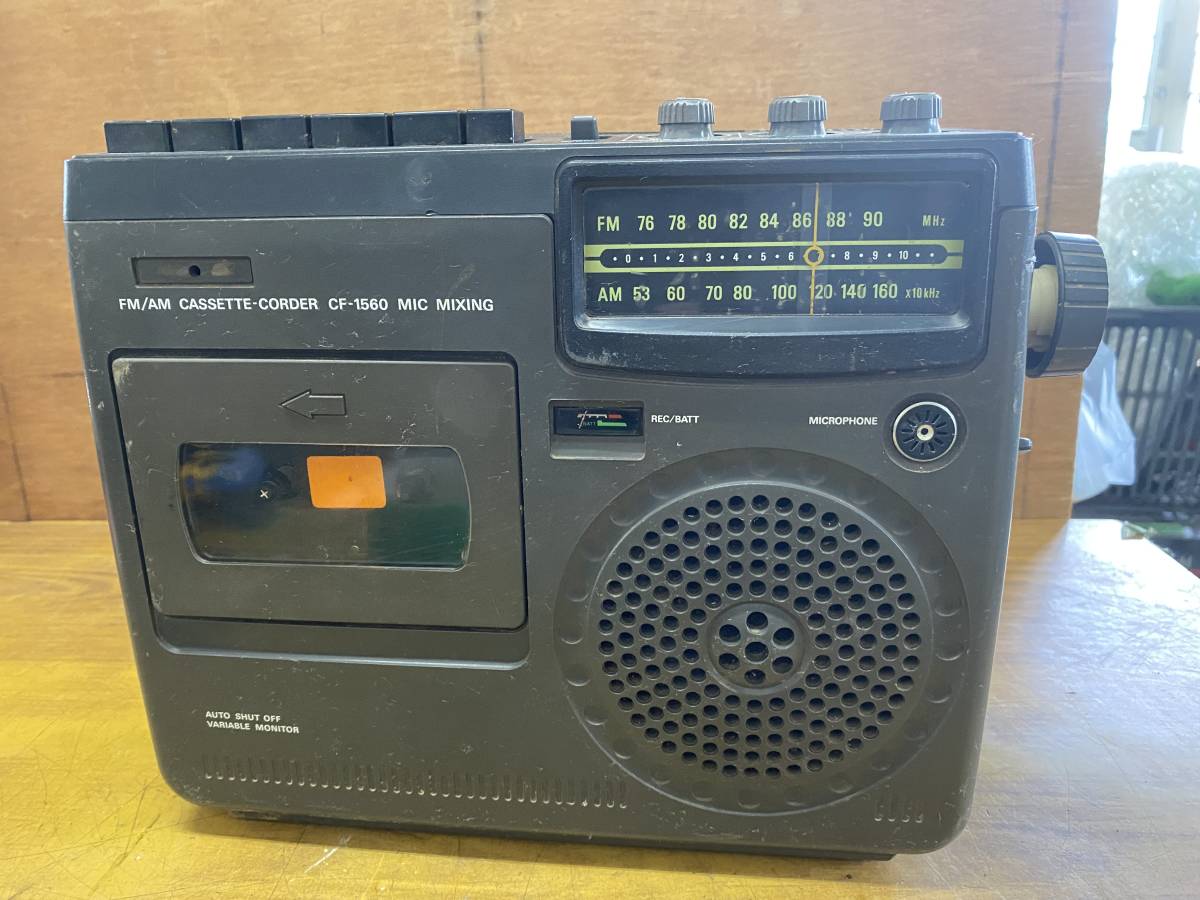 FM 76 78 80 82 84 86 88 90 MHz
0 1 2 3 4 5 6 8 9 10
AM 53 60 70 80 100 120 140 160 x10kHz
FM/AM CASSETTE-CORDER CF-1560 MIC MIXING
BATT
REC/BATT
MICROPHONE
AUTO SHUT OFF
VARIABLE MONITOR